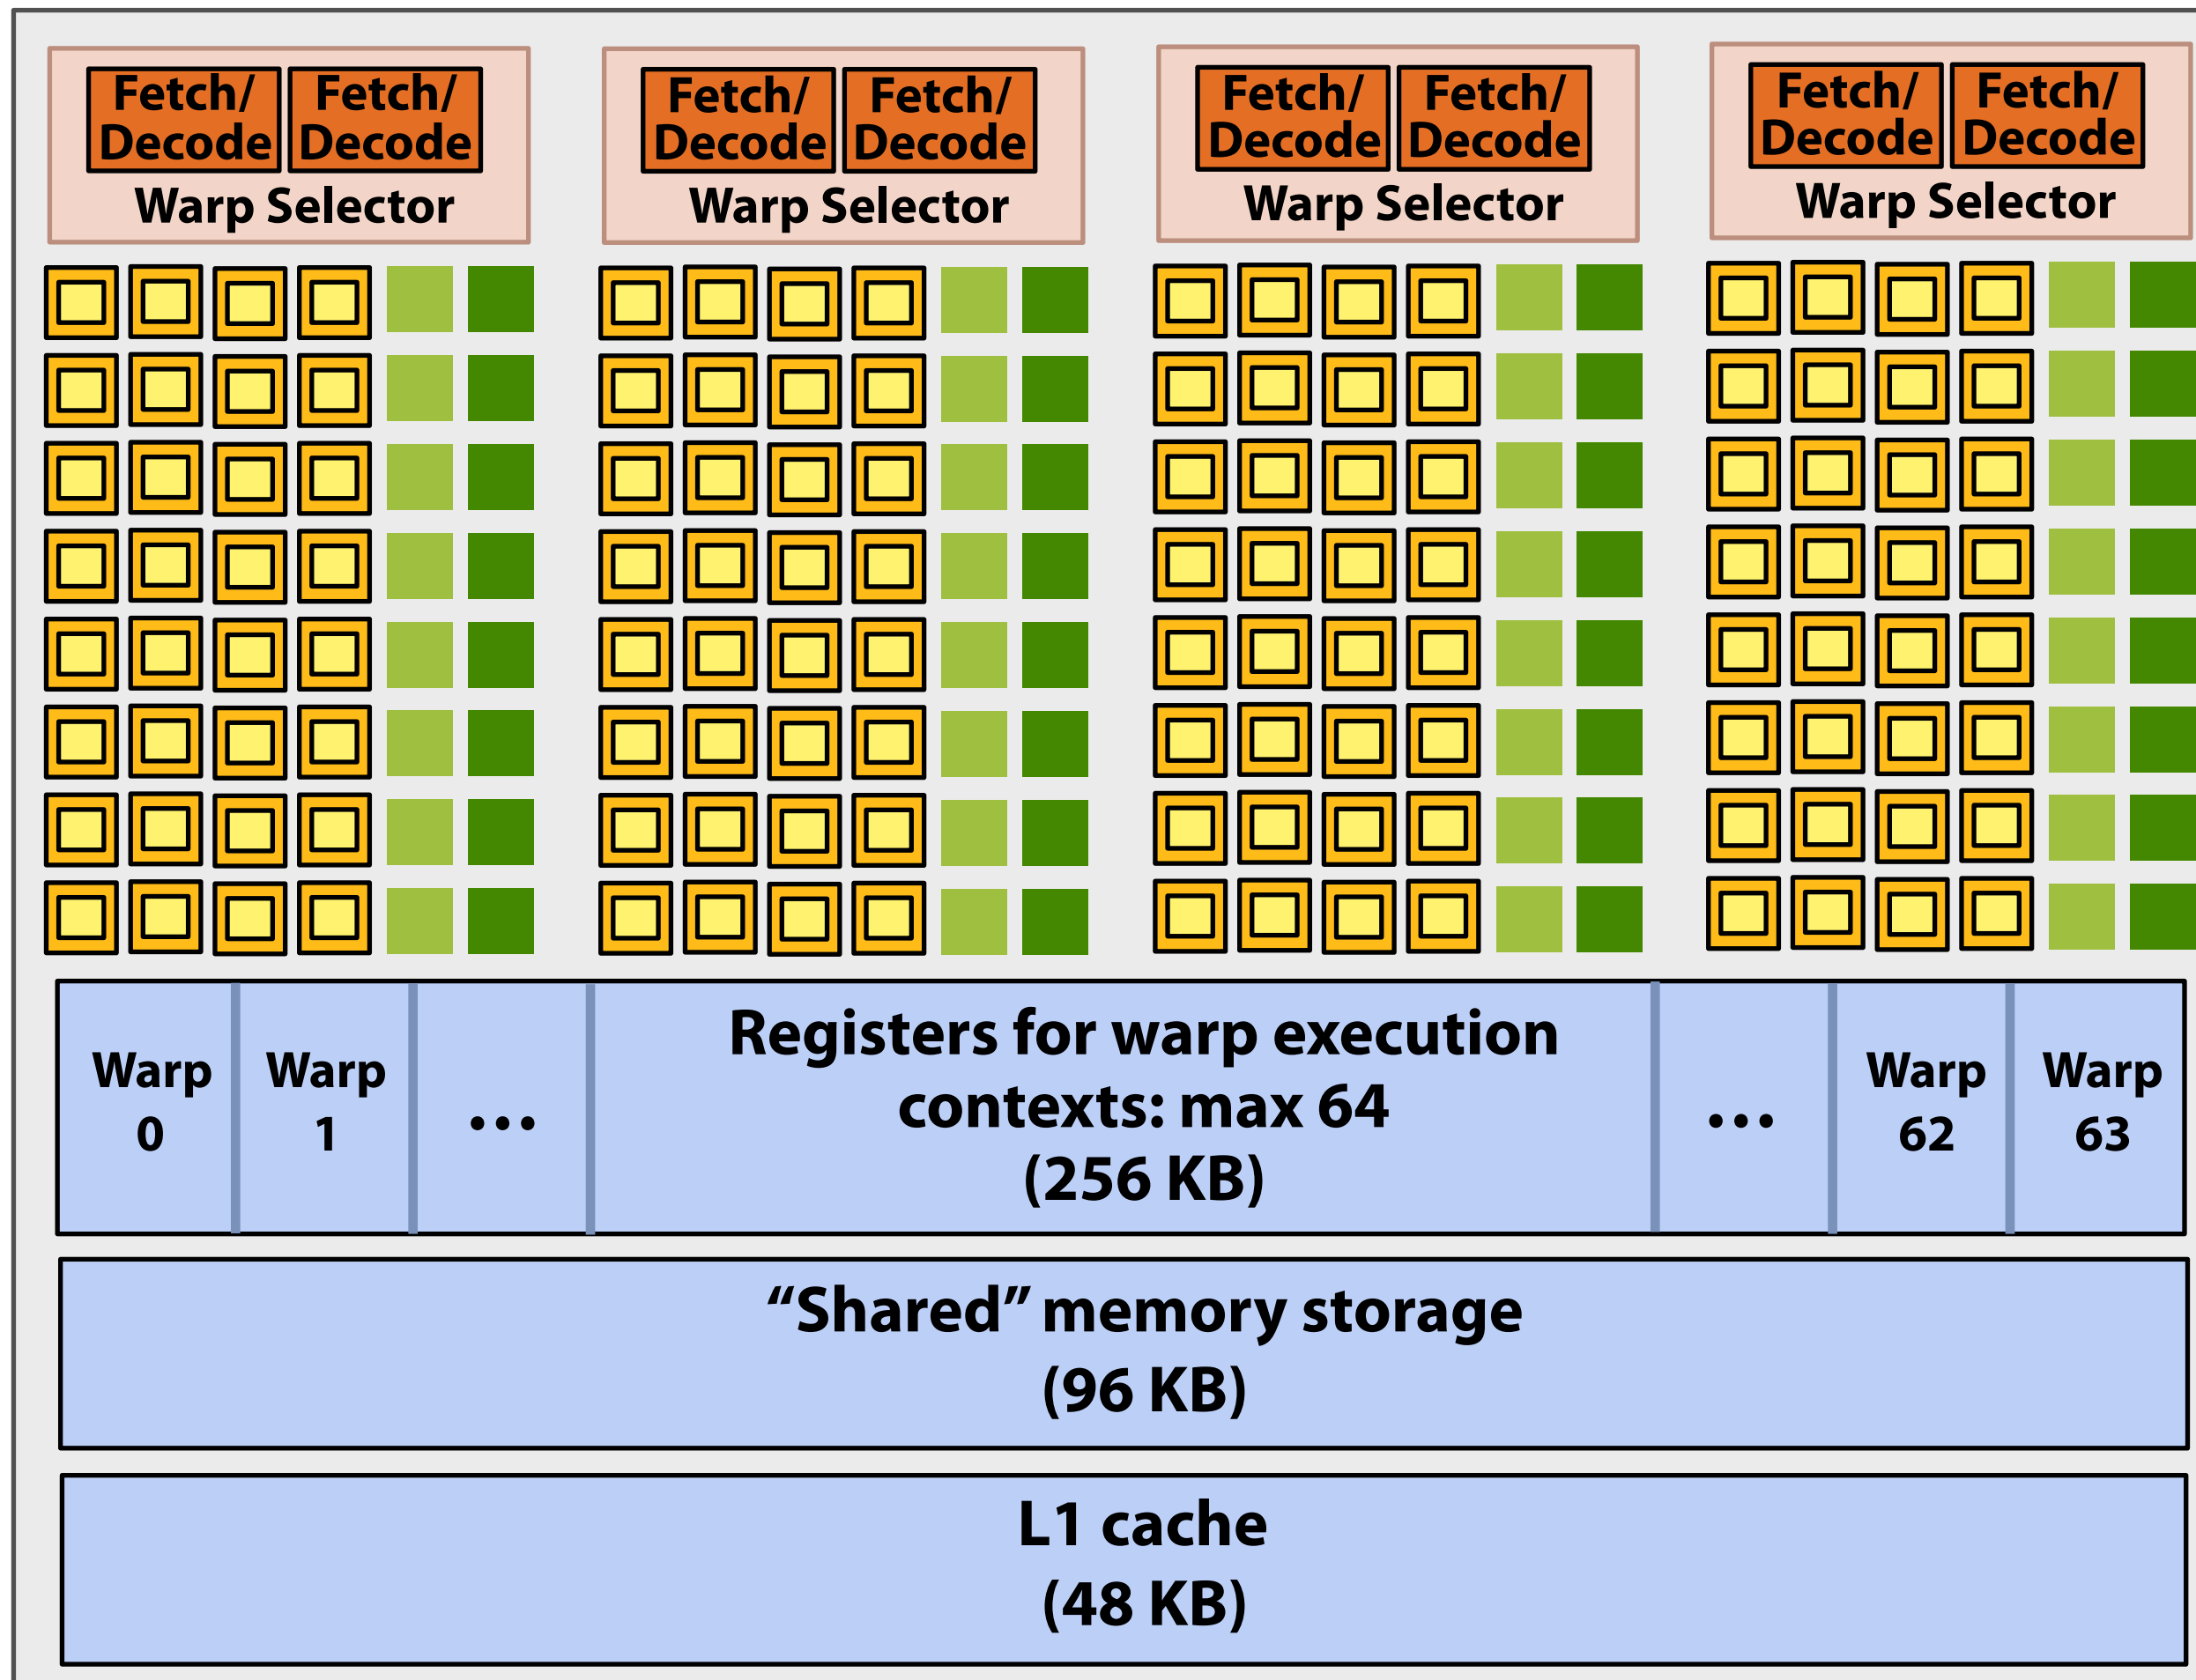 Fetch/
Decode
Fetch/
Decode
Warp Selector
Fetch/
Decode
Fetch/
Decode
Warp Selector
Fetch/
Decode
Fetch/
Decode
Warp Selector
Fetch/
Decode
Fetch/
Decode
Warp Selector
Warp
0
Warp
1
...
Registers for warp execution
contexts: max 64
(256 KB)
...
Warp
62
Warp
63
“Shared” memory storage
(96 KB)
L1 cache
(48 KB)